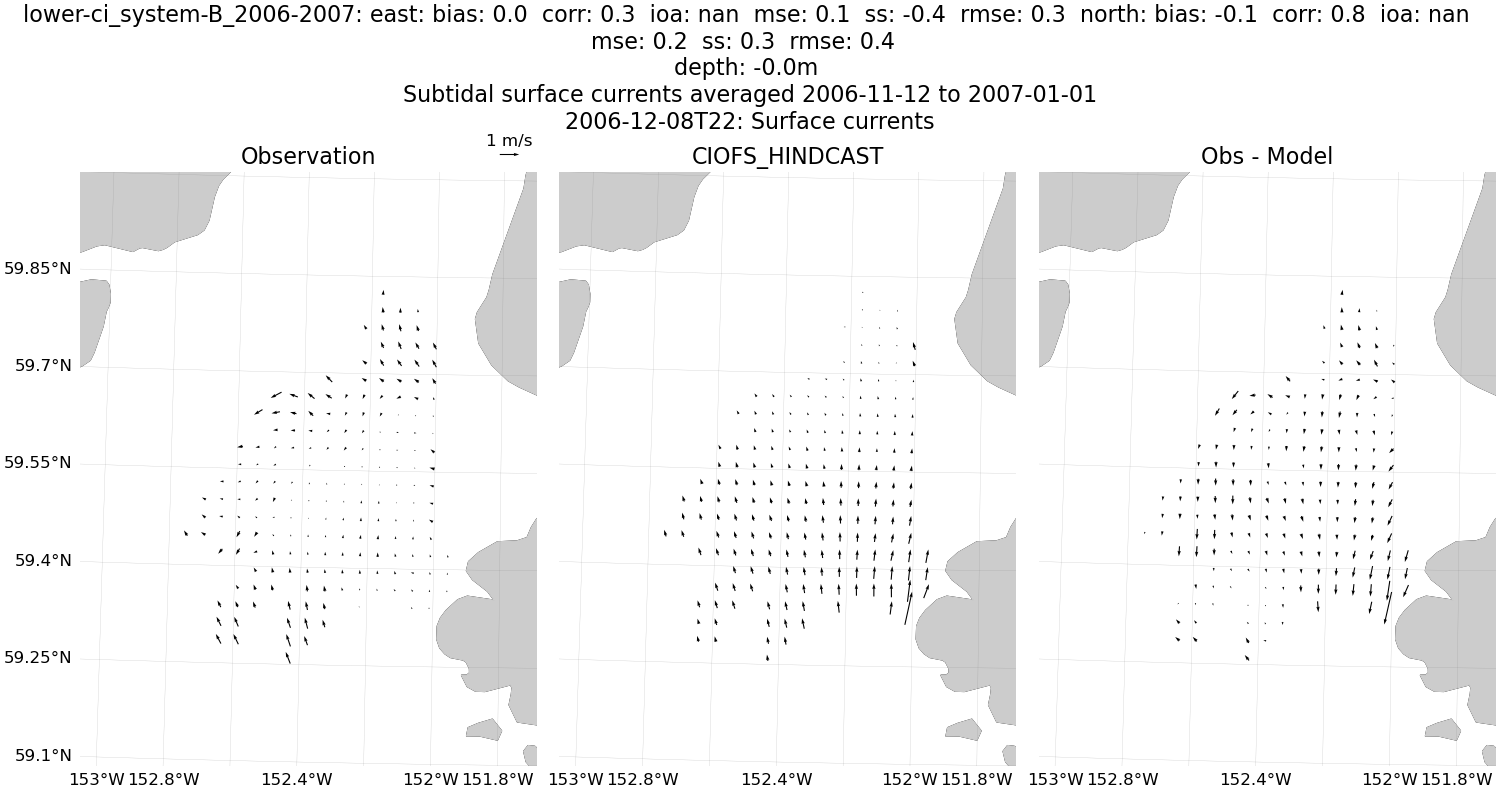 lower-ci_system-B_2006-2007: east: bias: 0.0 corr: 0.3 ioa: nan mse: 0.1 ss: -0.4 rmse: 0.3 north: bias: -0.1 corr: 0.8 ioa: nan
mse: 0.2 ss: 0.3 rmse: 0.4
depth: -0.0m
Subtidal surface currents averaged 2006-11-12 to 2007-01-01
2006-12-08T22: Surface currents
1 m/s
Observation
CIOFS_HINDCAST
Obs - Model
59.85°N
59.7°N
59.55°N
59.4°N
59.25°N
59.1°N
153°W 152.8°W 152.4°W 152°W 151.8°W
153°W 152.8°W 152.4°W 152°W 151.8°W
153°W 152.8°W 152.4°W 152°W 151.8°W